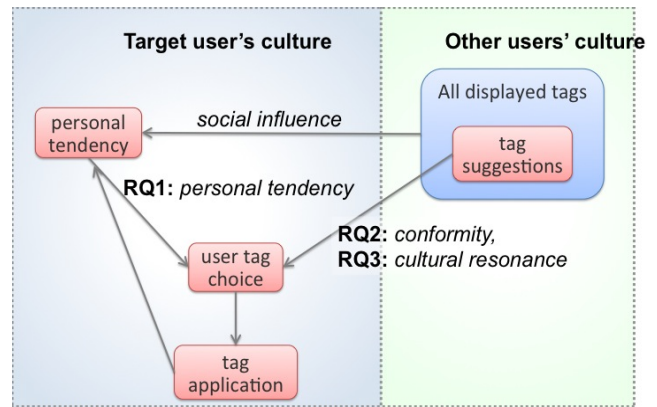 Target user's culture
Other users' culture
All displayed tags
personal
tendency
social influence
tag
suggestions
RQ1: personal tendency
RQ2: conformity,
RQ3: cultural resonance
user tag
choice
tag
application